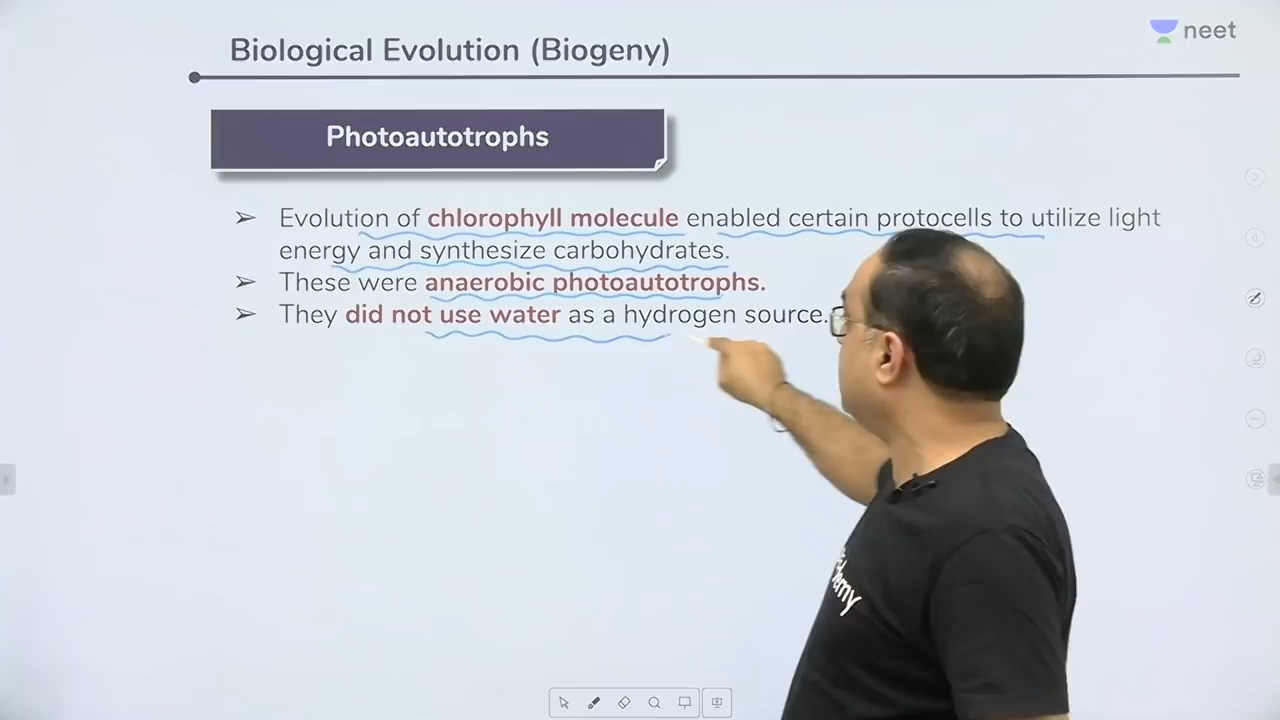 Biological Evolution (Biogeny)
neet
Photoautotrophs
➢ Evolution of chlorophyll molecule enabled certain protocells to utilize light
energy and synthesize carbohydrates.
➢ These were anaerobic photoautotrophs.
➢ They did not use water as a hydrogen source.